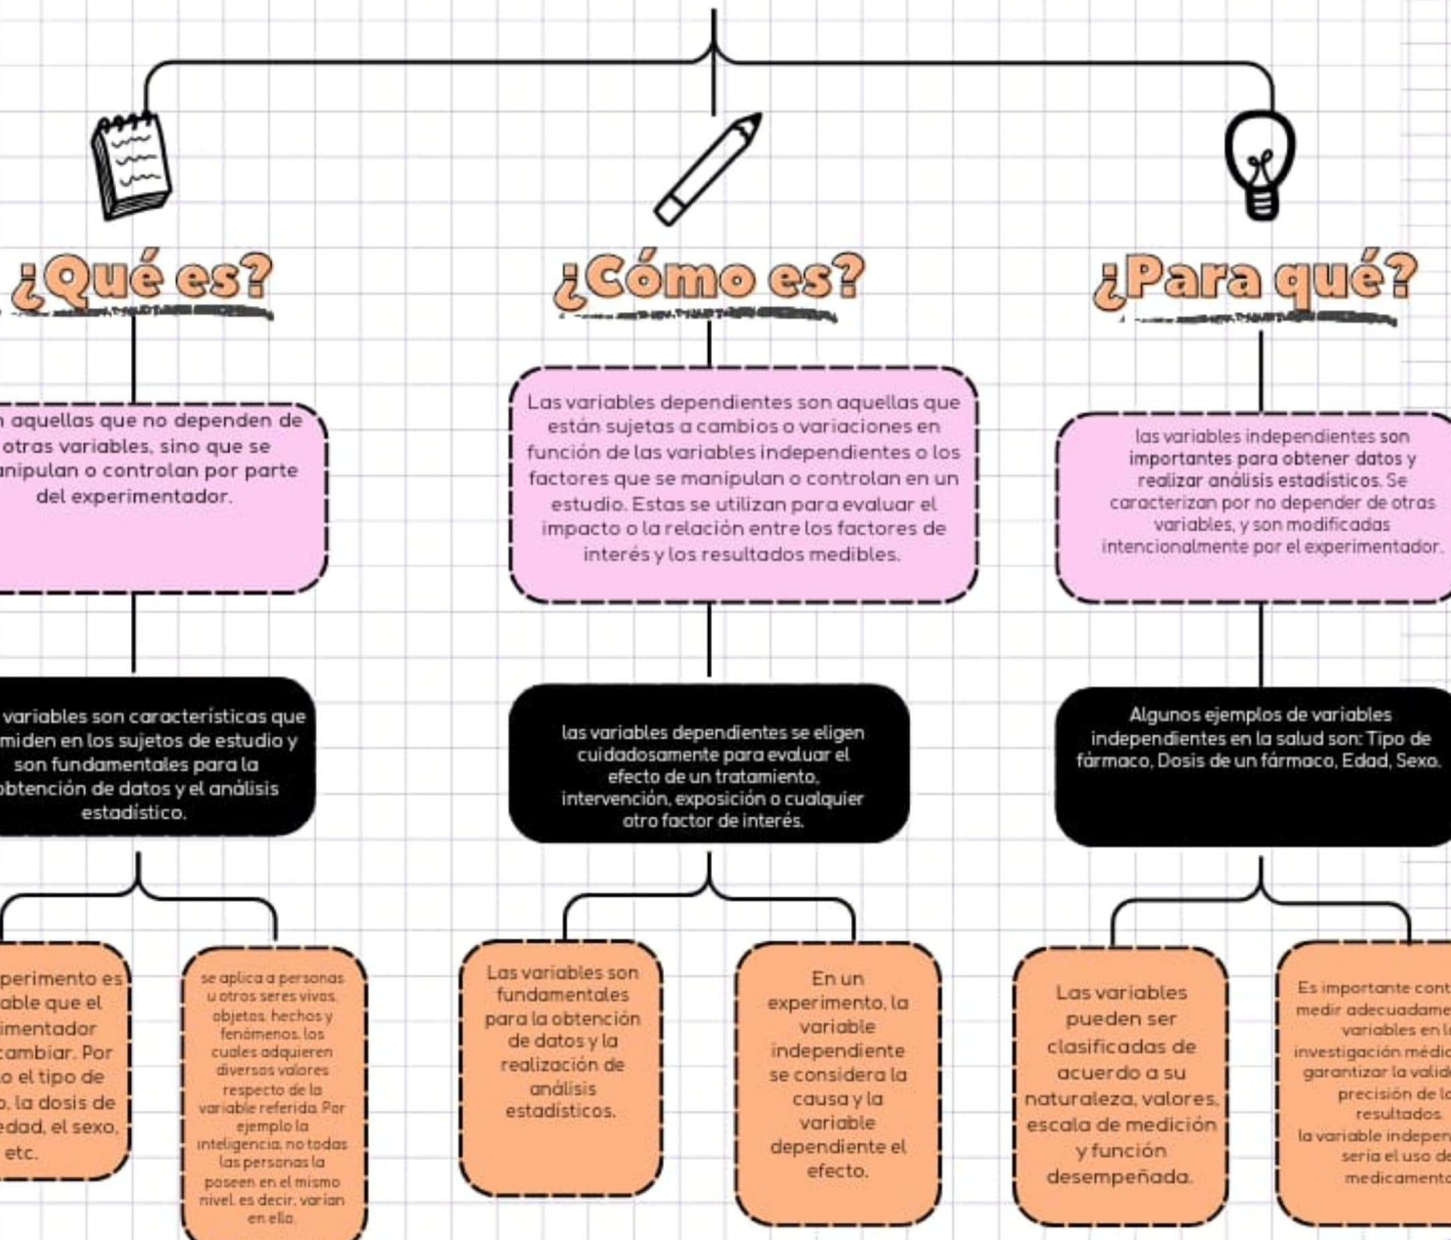 ¿Qué es?
¿Cómo es?
¿Para qué?
aquellas que no dependen de
otras variables, sino que se
anipulan o controlan por parte
del experimentador.
Las variables dependientes son aquellas que
están sujetas a cambios o variaciones en
función de las variables independientes o los
factores que se manipulan o controlan en un
estudio. Estas se utilizan para evaluar el
impacto o la relación entre los factores de
interés y los resultados medibles.
las variables independientes son
importantes para obtener datos y
realizar análisis estadísticos. Se
caracterizan por no depender de otras
variables, y son modificadas
intencionalmente por el experimentador.
variables son características que
miden en los sujetos de estudio y
son fundamentales para la
obtención de datos y el análisis
estadístico.
las variables dependientes se eligen
cuidadosamente para evaluar el
efecto de un tratamiento,
intervención, exposición o cualquier
otro factor de interés.
Algunos ejemplos de variables
independientes en la salud son: Tipo de
fármaco, Dosis de un fármaco, Edad, Sexo.
perimento es
able que el
imentador
cambiar. Por
o el tipo de
o, la dosis de
edad, el sexo,
etc.
se aplica a personas
u otros seres vivos,
objetos, hechos y
fenómenos, los
cuales adquieren
diversos valores
respecto de la
variable referida. Por
ejemplo la
inteligencia, no todas
las personas la
poseen en el mismo
nivel, es decir, varían
en ella.
Las variables son
fundamentales
para la obtención
de datos y la
realización de
análisis
estadísticos.
En un
experimento, la
variable
independiente
se considera la
causa y la
variable
dependiente el
efecto.
Las variables
pueden ser
clasificadas de
acuerdo a su
naturaleza, valores,
escala de medición
y función
desempeñada.
Es importante cont
medir adecuadame
variables en l
investigación médic
garantizar la valid
precisión de lo
resultados.
la variable indepen
sería el uso de
medicamento